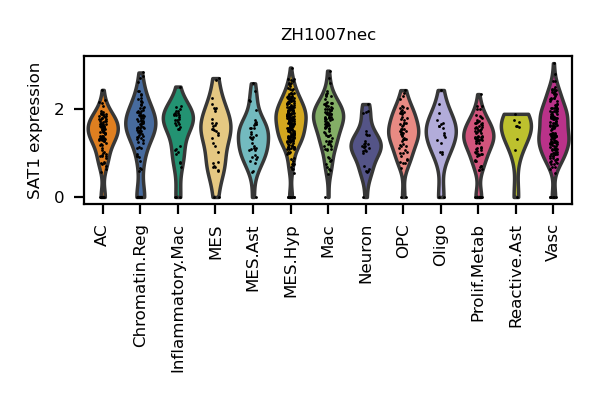 ZH1007nec
SAT1 expression
2
0
AC
Chromatin.Reg
Inflammatory.Mac
MES
MES.Ast
MES.Hyp
Mac
Neuron
OPC
Oligo
Prolif.Metab
Reactive.Ast
Vasc